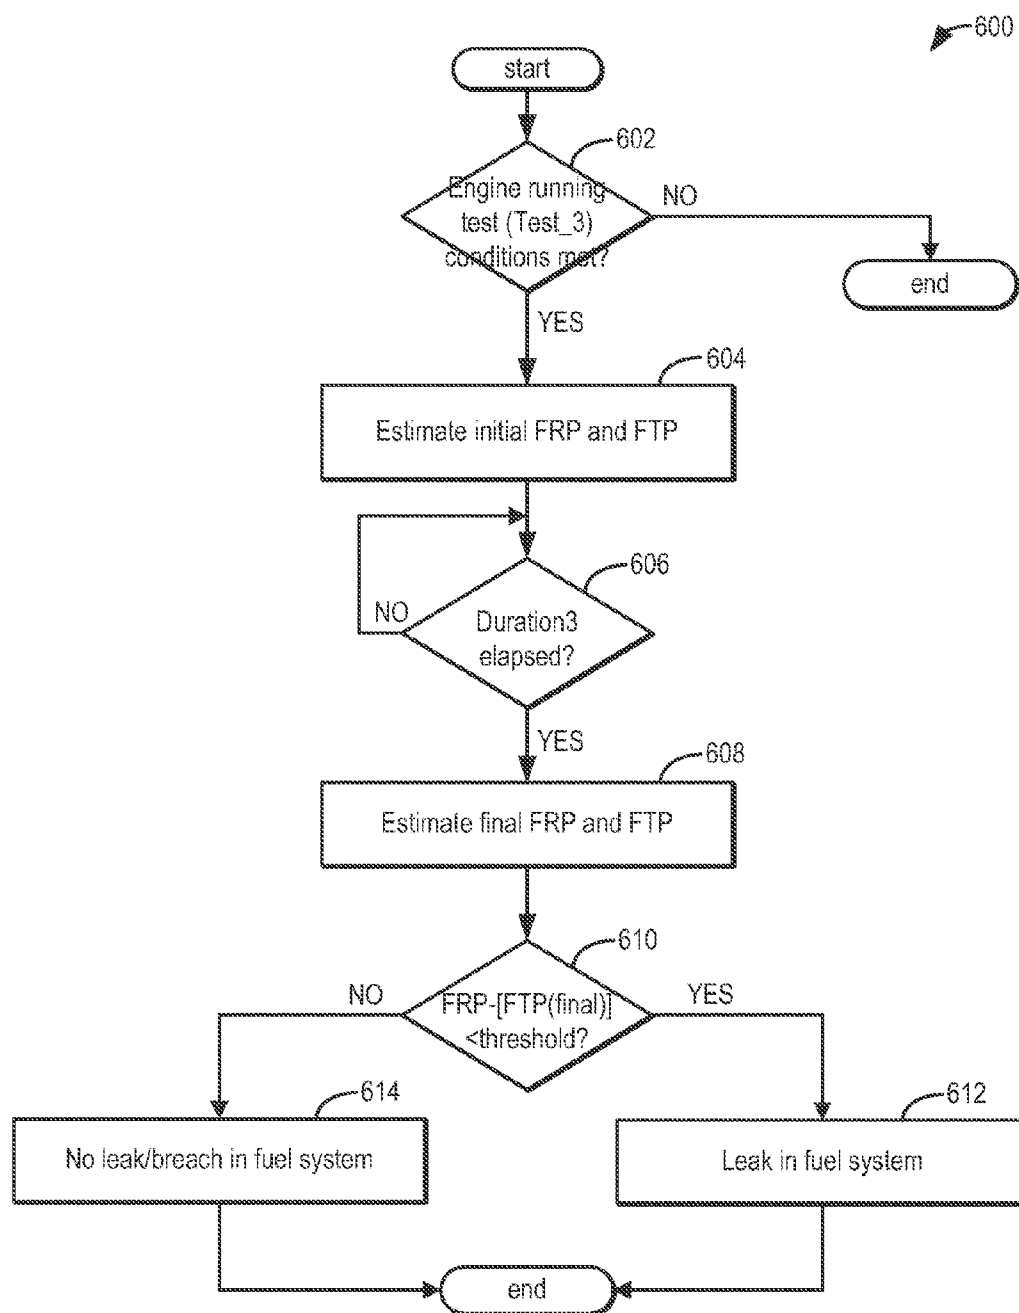 600
start
602
Engine running
test (Test_3)
conditions met?
NO
end
YES
604
Estimate initial FRP and FTP
606
NO
Duration3
elapsed?
YES
608
Estimate final FRP and FTP
610
NO
FRP-[FTP(final)]
<threshold?
YES
614
No leak/breach in fuel system
612
Leak in fuel system
end